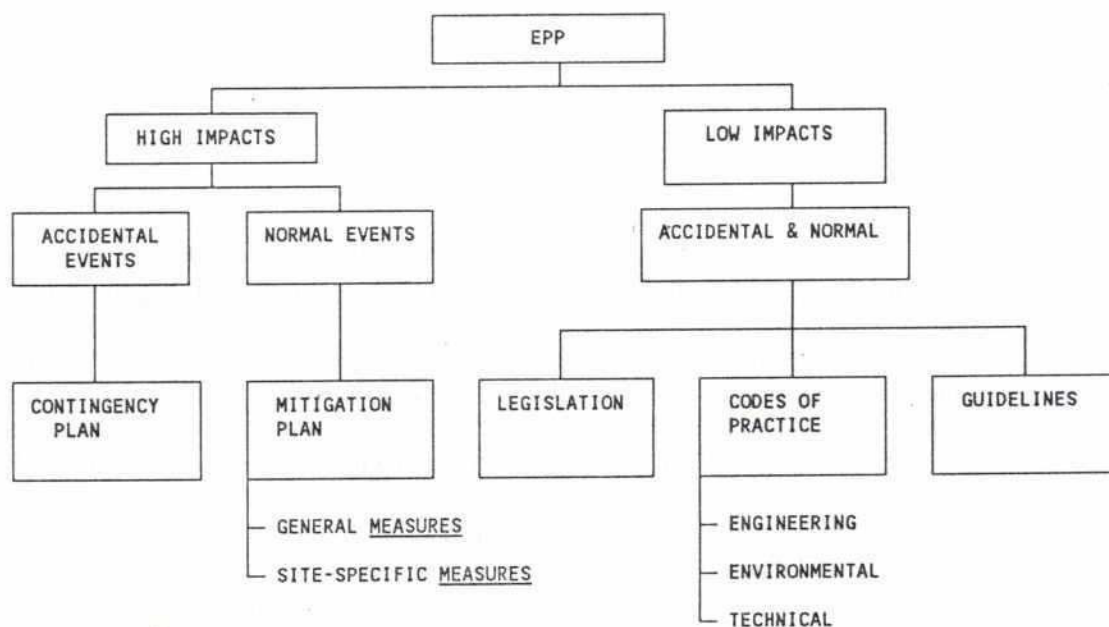 EPP
HIGH IMPACTS
LOW IMPACTS
ACCIDENTAL
EVENTS
NORMAL EVENTS
ACCIDENTAL & NORMAL
CONTINGENCY
PLAN
MITIGATION
PLAN
LEGISLATION
CODES OF
PRACTICE
GUIDELINES
GENERAL MEASURES
SITE-SPECIFIC MEASURES
ENGINEERING
ENVIRONMENTAL
TECHNICAL